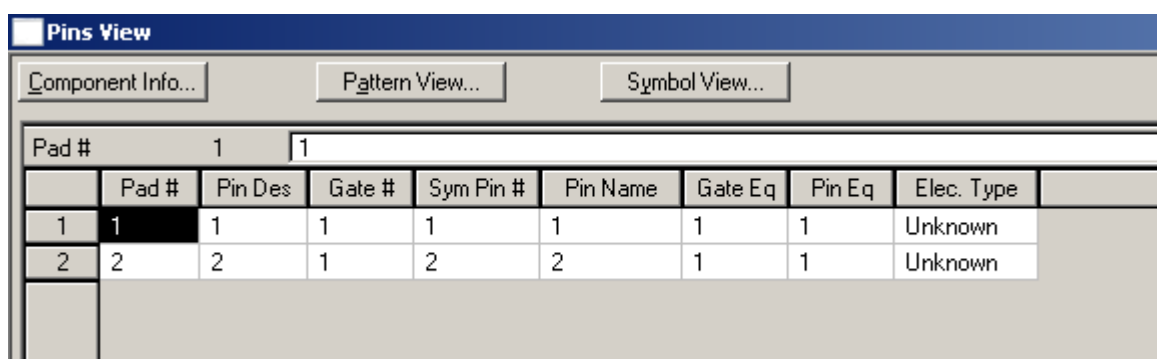 Pins View
Component Info... Pattern View... Symbol View...
Pad # 1 1
Pad # Pin Des Gate # Sym Pin # Pin Name Gate Eq Pin Eq Elec. Type
1 1 1 1 1 1 1 1 Unknown
2 2 2 1 2 2 1 1 Unknown